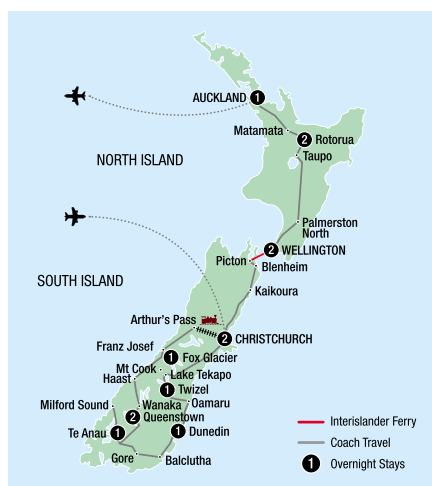 AUCKLAND 1
Matamata
2 Rotorua
Taupo
NORTH ISLAND
Palmerston
North
2 WELLINGTON
Picton
Blenheim
SOUTH ISLAND
Kaikoura
Arthur's Pass
2 CHRISTCHURCH
Franz Josef
1 Fox Glacier
Mt Cook
Lake Tekapo
Haast
1 Twizel
Oamaru
Milford Sound
Wanaka
2 Queenstown
Te Anau 1
1 Dunedin
Gore
Balclutha
Interislander Ferry
Coach Travel
1 Overnight Stays